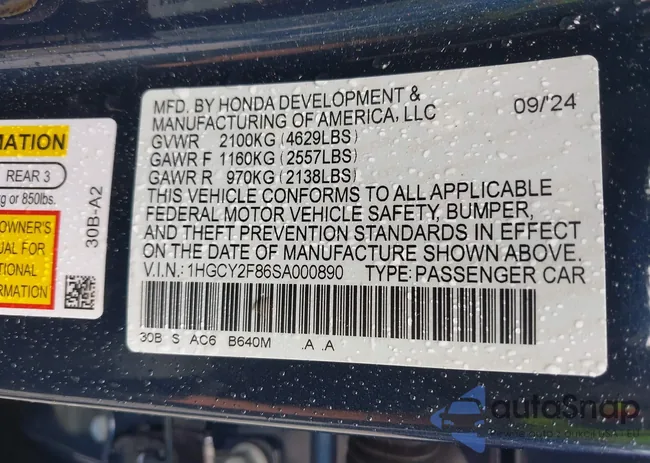 MFD. BY HONDA DEVELOPMENT &
MANUFACTURING OF AMERICA, LLC
09/'24
GVWR 2100KG (4629LBS)
GAWR F 1160KG (2557LBS)
GAWR R 970KG (2138LBS)
THIS VEHICLE CONFORMS TO ALL APPLICABLE
FEDERAL MOTOR VEHICLE SAFETY, BUMPER,
AND THEFT PREVENTION STANDARDS IN EFFECT
ON THE DATE OF MANUFACTURE SHOWN ABOVE.
V.I.N.: 1HGCY2F86SA000890 TYPE: PASSENGER CAR
30B S AC6 B640M .A .A
MATION
REAR 3
g or 850lbs.
OWNER'S
UAL FOR
TIONAL
RMATION
30B-A2
autoSnap